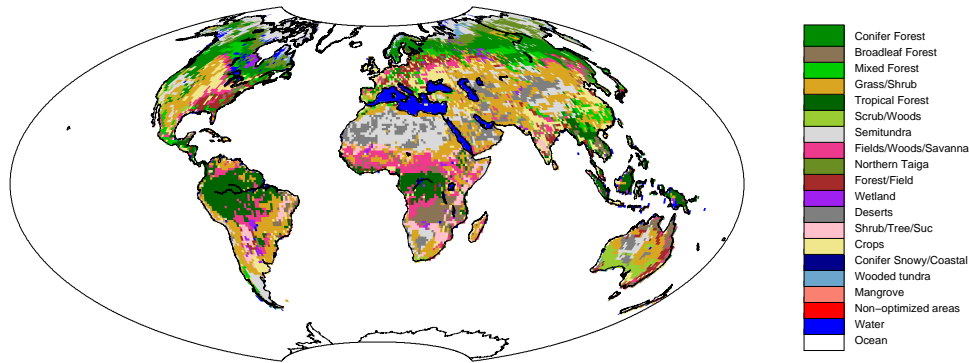 Conifer Forest
Broadleaf Forest
Mixed Forest
Grass/Shrub
Tropical Forest
Scrub/Woods
Semitundra
Fields/Woods/Savanna
Northern Taiga
Forest/Field
Wetland
Deserts
Shrub/Tree/Suc
Crops
Conifer Snowy/Coastal
Wooded tundra
Mangrove
Non−optimized areas
Water
Ocean